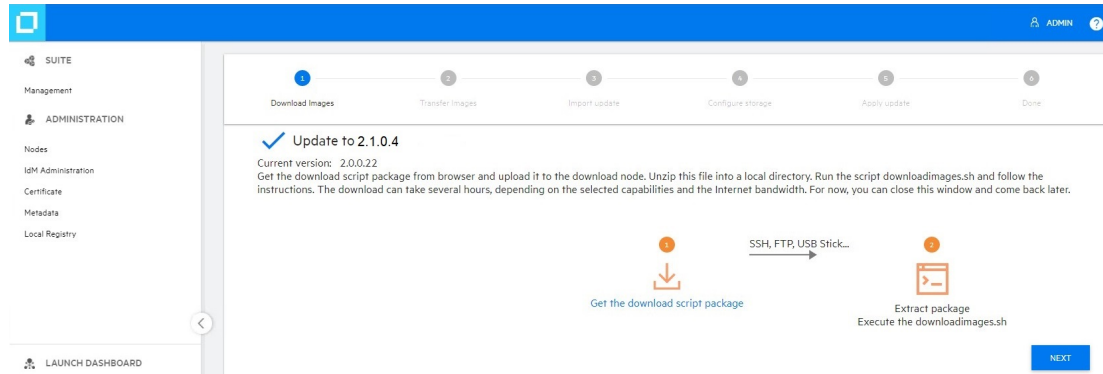 ADMIN ?
SUITE
Management
ADMINISTRATION
Nodes
IdM Administration
Certificate
Metadata
Local Registry
LAUNCH DASHBOARD
1 2 3 4 5 6
Download Images Transfer Images Import update Configure storage Apply update Done
Update to 2.1.0.4
Current version: 2.0.0.22
Get the download script package from browser and upload it to the download node. Unzip this file into a local directory. Run the script downloadimages.sh and follow the
instructions. The download can take several hours, depending on the selected capabilities and the Internet bandwidth. For now, you can close this window and come back later.
1 SSH, FTP, USB Stick... 2
Get the download script package
Extract package
Execute the downloadimages.sh
NEXT